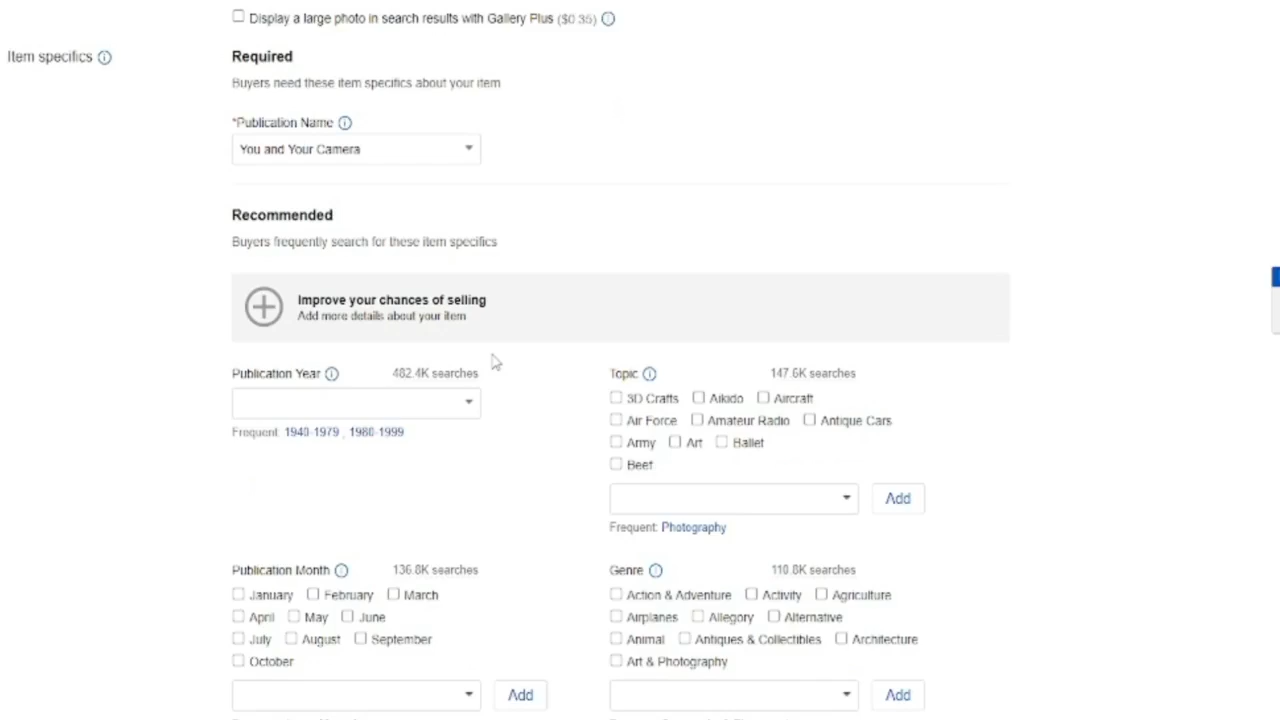 Display a large photo in search results with Gallery Plus ($0.35)
Item specifics
Required
Buyers need these item specifics about your item
*Publication Name
You and Your Camera
Recommended
Buyers frequently search for these item specifics
Improve your chances of selling
Add more details about your item
Publication Year 482.4K searches
Frequent: 1940-1979 , 1980-1999
Topic 147.6K searches
3D Crafts Aikido Aircraft
Air Force Amateur Radio Antique Cars
Army Art Ballet
Beef
Add
Frequent: Photography
Publication Month 136.8K searches
January February March
April May June
July August September
October
Add
Genre 110.8K searches
Action & Adventure Activity Agriculture
Airplanes Allegory Alternative
Animal Antiques & Collectibles Architecture
Art & Photography
Add